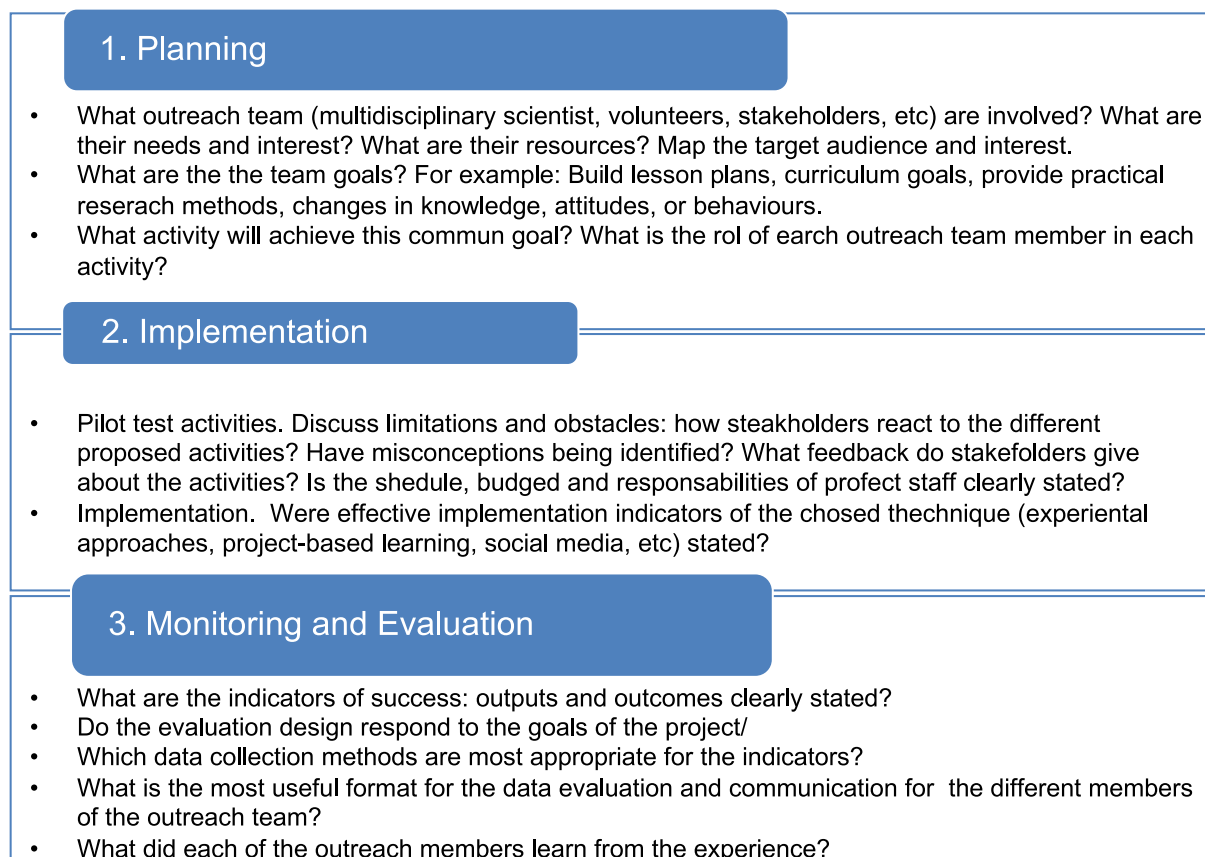 1. Planning
• What outreach team (multidisciplinary scientist, volunteers, stakeholders, etc) are involved? What are
their needs and interest? What are their resources? Map the target audience and interest.
• What are the the team goals? For example: Build lesson plans, curriculum goals, provide practical
reserach methods, changes in knowledge, attitudes, or behaviours.
• What activity will achieve this commun goal? What is the rol of earch outreach team member in each
activity?
2. Implementation
• Pilot test activities. Discuss limitations and obstacles: how steakholders react to the different
proposed activities? Have misconceptions being identified? What feedback do stakefolders give
about the activities? Is the shedule, budged and responsabilities of profect staff clearly stated?
• Implementation.  Were effective implementation indicators of the chosed thechnique (experiental
approaches, project-based learning, social media, etc) stated?
3. Monitoring and Evaluation
• What are the indicators of success: outputs and outcomes clearly stated?
• Do the evaluation design respond to the goals of the project/
• Which data collection methods are most appropriate for the indicators?
• What is the most useful format for the data evaluation and communication for  the different members
of the outreach team?
• What did each of the outreach members learn from the experience?